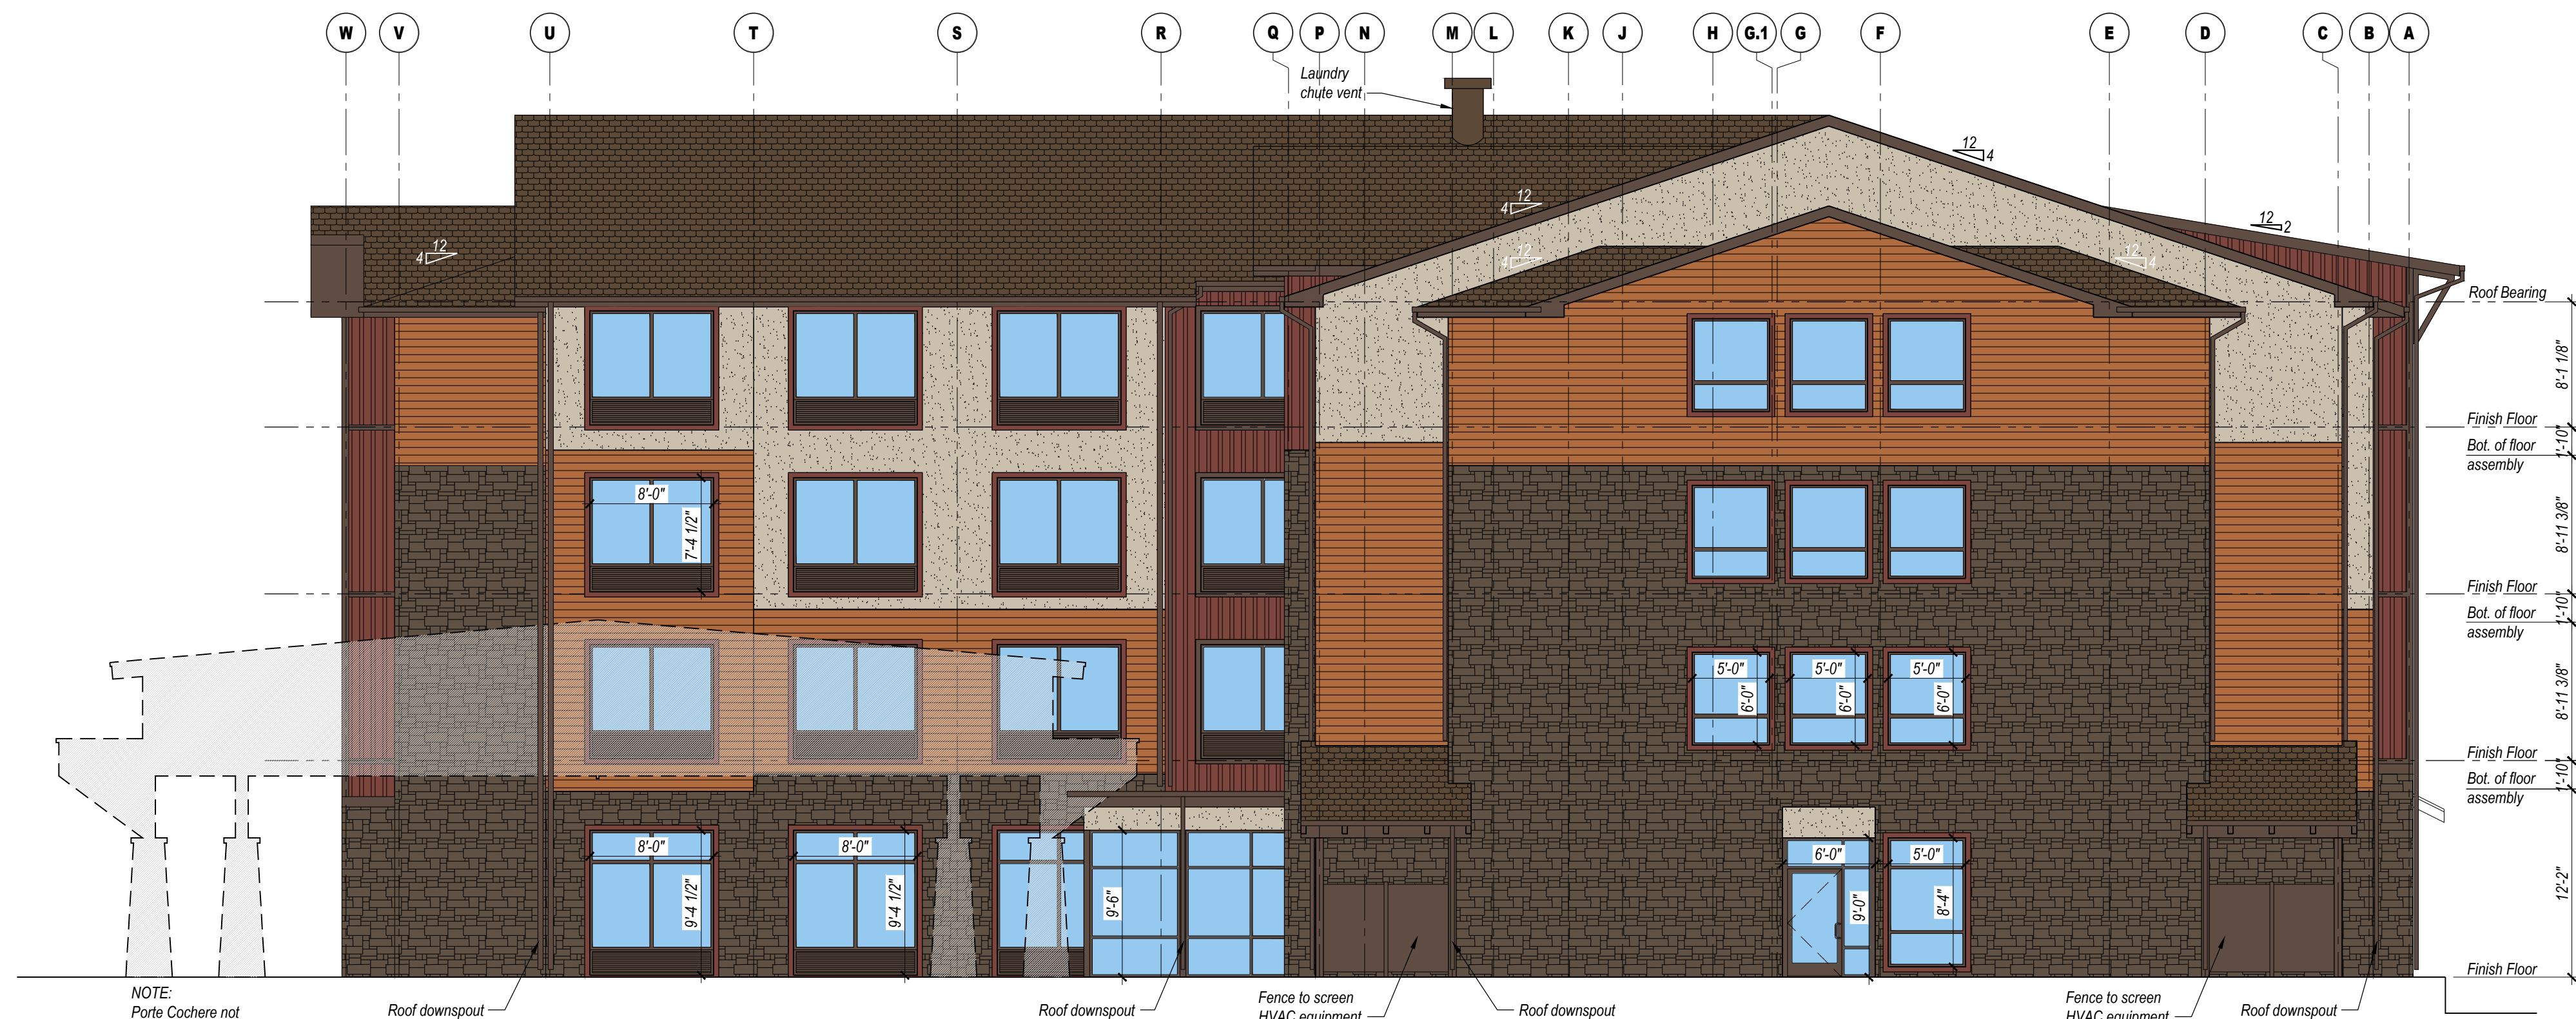 W V U T S R Q P N M L K J H G.1 G F E D C B A
Laundry
chute vent
12
4
12
4
12
2
12
4
12
4
12
4
Roof Bearing
8'-1 1/8"
Finish Floor
1'-10"
Bot. of floor
assembly
8'-0"
7'-4 1/2"
8'-11 3/8"
Finish Floor
1'-10"
Bot. of floor
assembly
5'-0" 5'-0" 5'-0"
6'-0" 6'-0" 6'-0"
8'-11 3/8"
Finish Floor
1'-10"
Bot. of floor
assembly
8'-0" 8'-0" 6'-0" 5'-0"
9'-4 1/2" 9'-4 1/2" 9'-6" 9'-0" 8'-4"
12'-2"
Finish Floor
NOTE:
Porte Cochere not
Roof downspout
Roof downspout
Fence to screen
HVAC equipment
Roof downspout
Fence to screen
HVAC equipment
Roof downspout